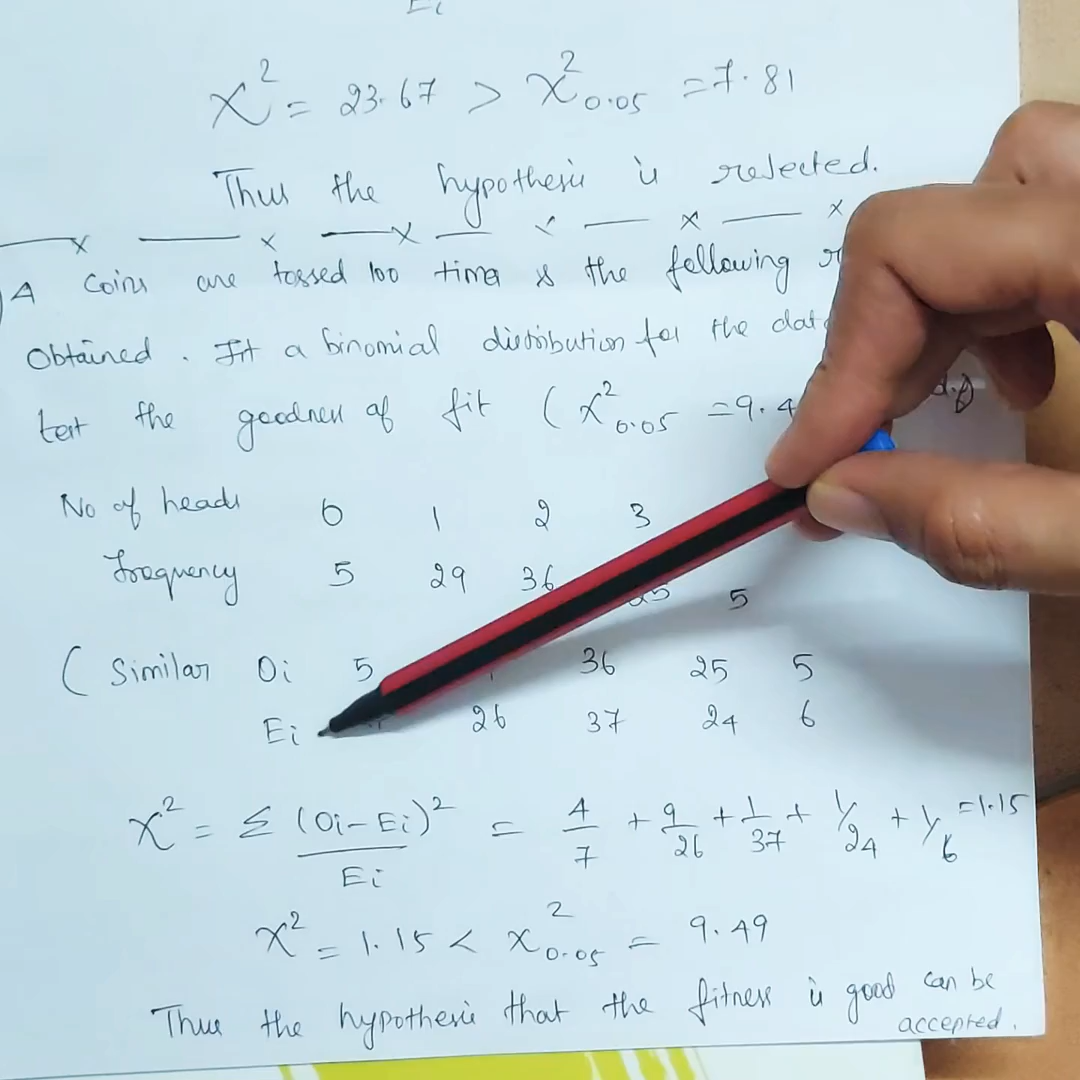 Ei
χ² = 23.67 > χ²0.05 = 7.81
Thus the hypothesis is rejected.
4 Coins are tossed 100 times & the following
Obtained. Fit a binomial distribution for the data
test the goodness of fit (χ²0.05 = 9.4 d.f)
No of heads 0 1 2 3
Frequency 5 29 36 25 5
( Similar Oi 5 36 25 5
Ei 26 37 24 6
χ² = Σ (Oi – Ei)² / Ei = 4/7 + 9/26 + 1/37 + 1/24 + 1/6 = 1.15
χ² = 1.15 < χ²0.05 = 9.49
Thus the hypothesis that the fitness is good can be
accepted.